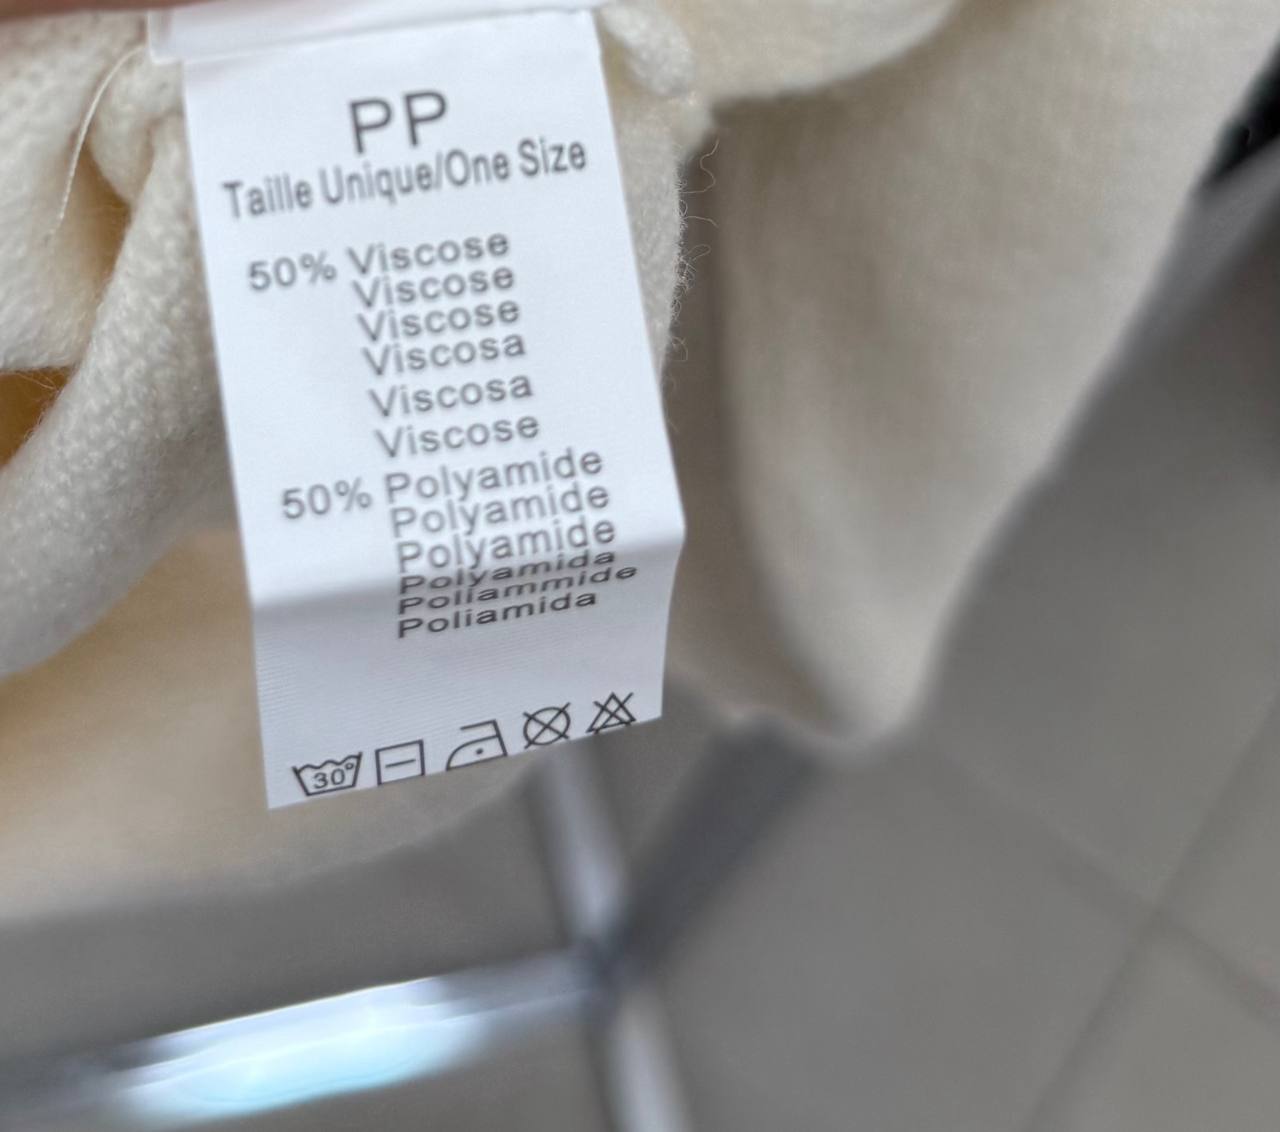 PP
Taille Unique/One Size
50% Viscose
Viscose
Viscose
Viscosa
Viscosa
Viscose
50% Polyamide
Polyamide
Polyamide
Polyamida
Poliammide
Poliamida
30°